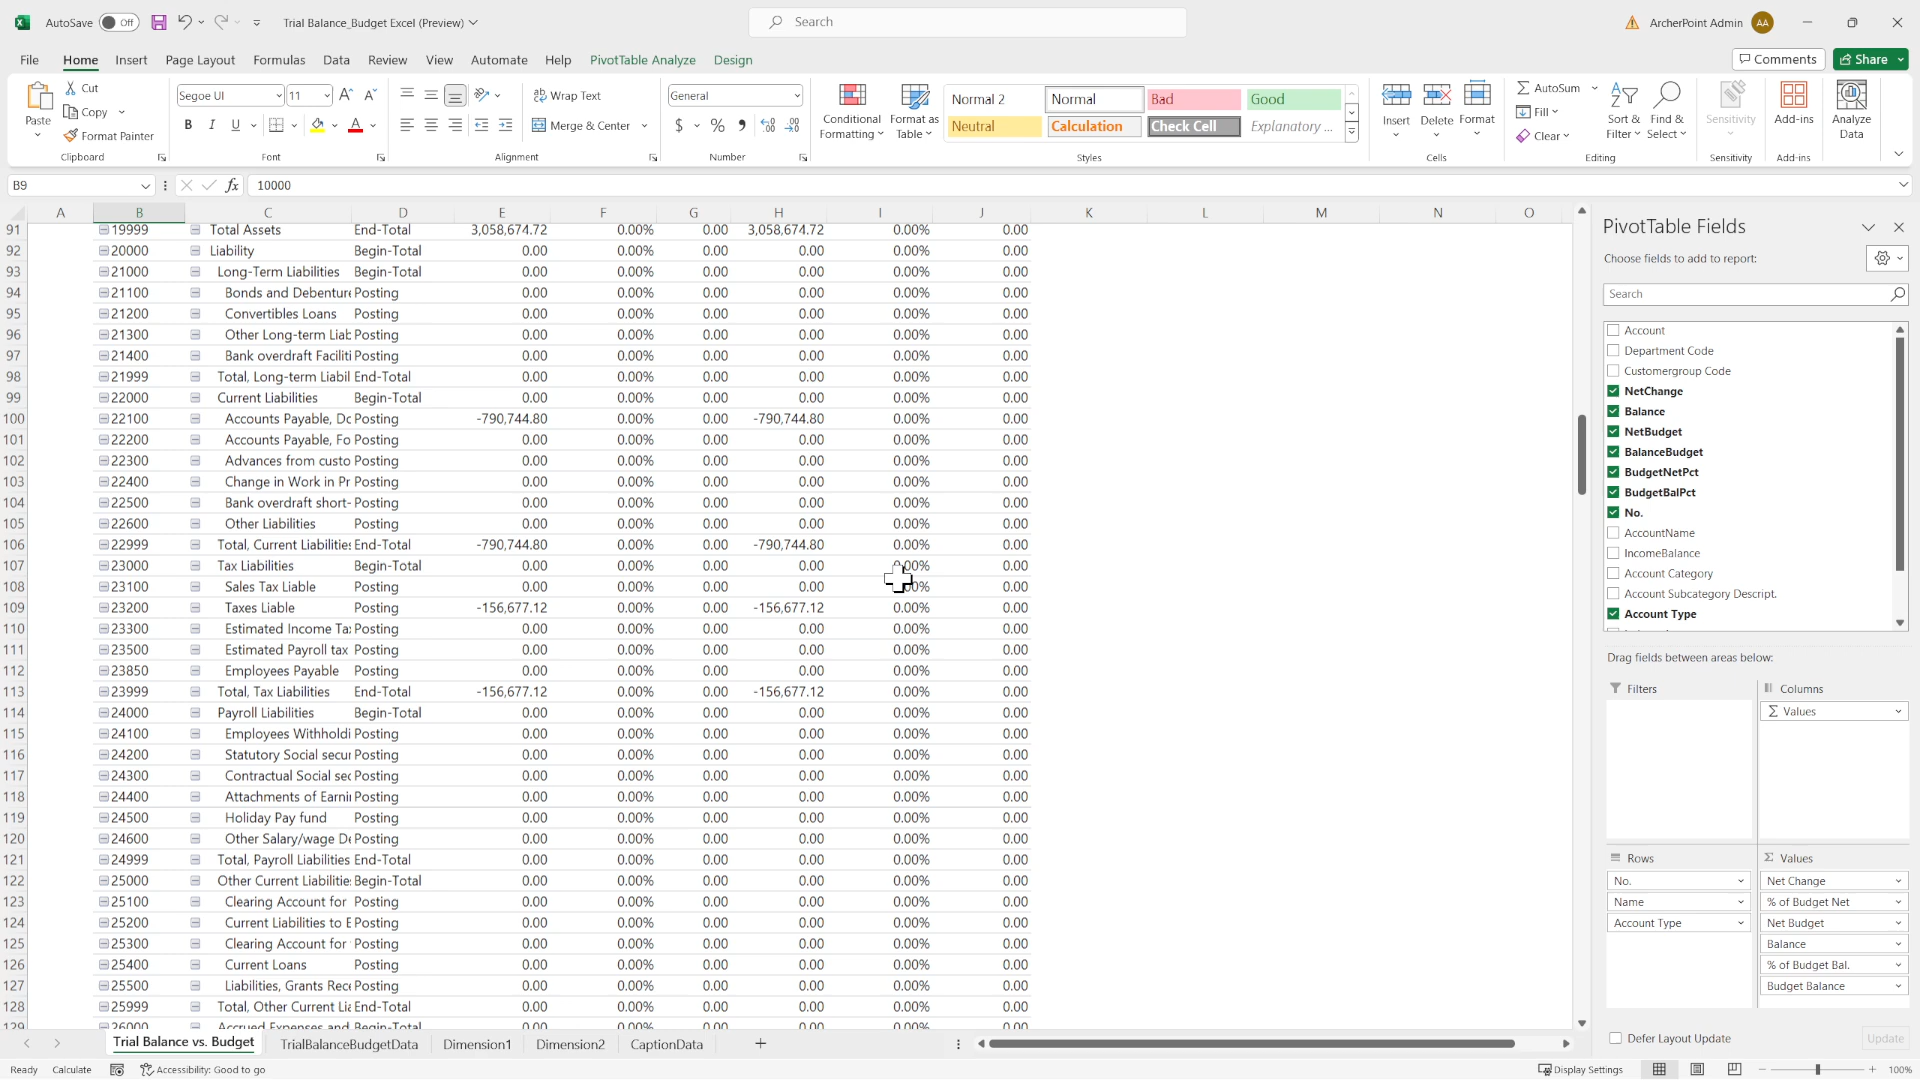 AutoSave Off Trial Balance_Budget Excel (Preview) Search ArcherPoint Admin AA
File Home Insert Page Layout Formulas Data Review View Automate Help PivotTable Analyze Design Comments Share
Paste Cut Copy Format Painter Clipboard
Segoe UI 11 B I U Font
Wrap Text Merge & Center Alignment
General $ % Number
Conditional Formatting Format as Table Normal 2 Normal Bad Good Neutral Calculation Check Cell Explanatory ... Styles
Insert Delete Format Cells
AutoSum Fill Clear Sort & Filter Find & Select Editing
Sensitivity Sensitivity Add-ins Add-ins Analyze Data
B9 fx 10000
A B C D E F G H I J K L M N O
91 19999 Total Assets End-Total 3,058,674.72 0.00% 0.00 3,058,674.72 0.00% 0.00
92 20000 Liability Begin-Total 0.00 0.00% 0.00 0.00 0.00% 0.00
93 21000 Long-Term Liabilities Begin-Total 0.00 0.00% 0.00 0.00 0.00% 0.00
94 21100 Bonds and Debenture Posting 0.00 0.00% 0.00 0.00 0.00% 0.00
95 21200 Convertibles Loans Posting 0.00 0.00% 0.00 0.00 0.00% 0.00
96 21300 Other Long-term Liab Posting 0.00 0.00% 0.00 0.00 0.00% 0.00
97 21400 Bank overdraft Faciliti Posting 0.00 0.00% 0.00 0.00 0.00% 0.00
98 21999 Total, Long-term Liabil End-Total 0.00 0.00% 0.00 0.00 0.00% 0.00
99 22000 Current Liabilities Begin-Total 0.00 0.00% 0.00 0.00 0.00% 0.00
100 22100 Accounts Payable, Dc Posting -790,744.80 0.00% 0.00 -790,744.80 0.00% 0.00
101 22200 Accounts Payable, Fo Posting 0.00 0.00% 0.00 0.00 0.00% 0.00
102 22300 Advances from custo Posting 0.00 0.00% 0.00 0.00 0.00% 0.00
103 22400 Change in Work in Pr Posting 0.00 0.00% 0.00 0.00 0.00% 0.00
104 22500 Bank overdraft short- Posting 0.00 0.00% 0.00 0.00 0.00% 0.00
105 22600 Other Liabilities Posting 0.00 0.00% 0.00 0.00 0.00% 0.00
106 22999 Total, Current Liabilities End-Total -790,744.80 0.00% 0.00 -790,744.80 0.00% 0.00
107 23000 Tax Liabilities Begin-Total 0.00 0.00% 0.00 0.00 0.00% 0.00
108 23100 Sales Tax Liable Posting 0.00 0.00% 0.00 0.00 0.00% 0.00
109 23200 Taxes Liable Posting -156,677.12 0.00% 0.00 -156,677.12 0.00% 0.00
110 23300 Estimated Income Ta Posting 0.00 0.00% 0.00 0.00 0.00% 0.00
111 23500 Estimated Payroll tax Posting 0.00 0.00% 0.00 0.00 0.00% 0.00
112 23850 Employees Payable Posting 0.00 0.00% 0.00 0.00 0.00% 0.00
113 23999 Total, Tax Liabilities End-Total -156,677.12 0.00% 0.00 -156,677.12 0.00% 0.00
114 24000 Payroll Liabilities Begin-Total 0.00 0.00% 0.00 0.00 0.00% 0.00
115 24100 Employees Withholdi Posting 0.00 0.00% 0.00 0.00 0.00% 0.00
116 24200 Statutory Social secur Posting 0.00 0.00% 0.00 0.00 0.00% 0.00
117 24300 Contractual Social sec Posting 0.00 0.00% 0.00 0.00 0.00% 0.00
118 24400 Attachments of Earni Posting 0.00 0.00% 0.00 0.00 0.00% 0.00
119 24500 Holiday Pay fund Posting 0.00 0.00% 0.00 0.00 0.00% 0.00
120 24600 Other Salary/wage De Posting 0.00 0.00% 0.00 0.00 0.00% 0.00
121 24999 Total, Payroll Liabilities End-Total 0.00 0.00% 0.00 0.00 0.00% 0.00
122 25000 Other Current Liabilitie Begin-Total 0.00 0.00% 0.00 0.00 0.00% 0.00
123 25100 Clearing Account for Posting 0.00 0.00% 0.00 0.00 0.00% 0.00
124 25200 Current Liabilities to E Posting 0.00 0.00% 0.00 0.00 0.00% 0.00
125 25300 Clearing Account for Posting 0.00 0.00% 0.00 0.00 0.00% 0.00
126 25400 Current Loans Posting 0.00 0.00% 0.00 0.00 0.00% 0.00
127 25500 Liabilities, Grants Rece Posting 0.00 0.00% 0.00 0.00 0.00% 0.00
128 25999 Total, Other Current Lia End-Total 0.00 0.00% 0.00 0.00 0.00% 0.00
129 26000 Accrued Expenses and Begin-Total 0.00 0.00% 0.00 0.00 0.00% 0.00
Trial Balance vs. Budget TrialBalanceBudgetData Dimension1 Dimension2 CaptionData
Ready Calculate Accessibility: Good to go Display Settings 100%
PivotTable Fields
Choose fields to add to report:
Search
Account
Department Code
Customergroup Code
NetChange
Balance
NetBudget
BalanceBudget
BudgetNetPct
BudgetBalPct
No.
AccountName
IncomeBalance
Account Category
Account Subcategory Descript.
Account Type
Drag fields between areas below:
Filters Columns
Values
Rows Values
No. Net Change
Name % of Budget Net
Account Type Net Budget
Balance
% of Budget Bal.
Budget Balance
Defer Layout Update Update